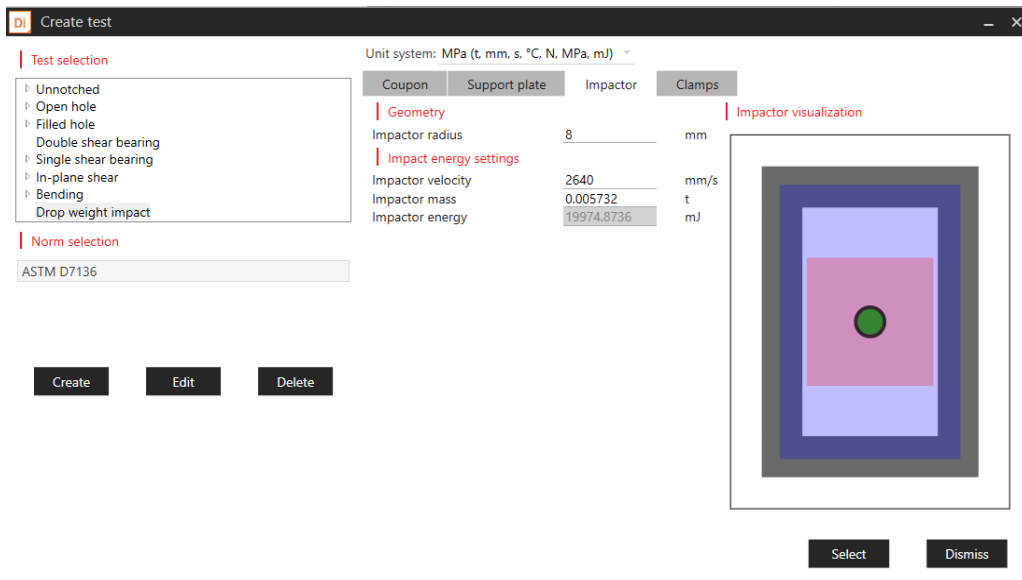 Di Create test
Test selection
Unnotched
Open hole
Filled hole
Double shear bearing
Single shear bearing
In-plane shear
Bending
Drop weight impact
Norm selection
ASTM D7136
Create Edit Delete
Unit system: MPa (t, mm, s, °C, N, MPa, mJ)
Coupon Support plate Impactor Clamps
Geometry
Impactor radius 8 mm
Impact energy settings
Impactor velocity 2640 mm/s
Impactor mass 0.005732 t
Impactor energy 19974.8736 mJ
Impactor visualization
Select Dismiss